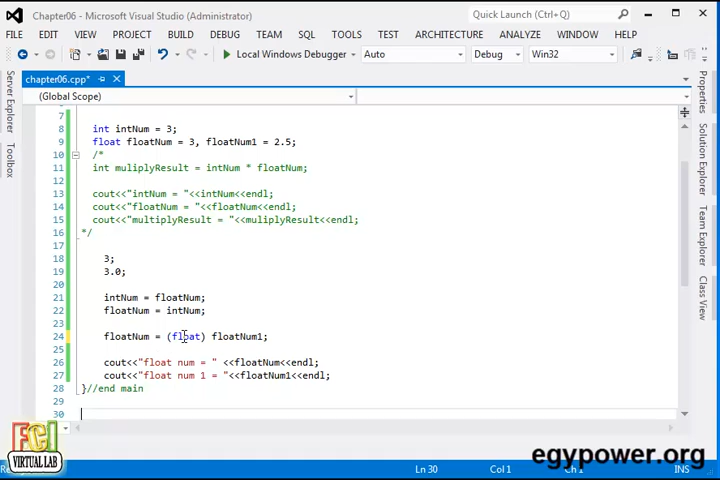 Chapter06 - Microsoft Visual Studio (Administrator)
Quick Launch (Ctrl+Q)
FILE EDIT VIEW PROJECT BUILD DEBUG TEAM SQL TOOLS TEST ARCHITECTURE ANALYZE WINDOW HELP
Local Windows Debugger Auto Debug Win32
chapter06.cpp*
(Global Scope)
7
8 int intNum = 3;
9 float floatNum = 3, floatNum1 = 2.5;
10 /*
11 int muliplyResult = intNum * floatNum;
12
13 cout<<"intNum = "<<intNum<<endl;
14 cout<<"floatNum = "<<floatNum<<endl;
15 cout<<"multiplyResult = "<<muliplyResult<<endl;
16 */
17
18 3;
19 3.0;
20
21 intNum = floatNum;
22 floatNum = intNum;
23
24 floatNum = (float) floatNum1;
25
26 cout<<"float num = " <<floatNum<<endl;
27 cout<<"float num 1 = "<<floatNum1<<endl;
28 }//end main
29
30
Server Explorer
Toolbox
Properties
Solution Explorer
Team Explorer
Class View
FCI
VIRTUAL LAB
Ln 30 Col 1 Ch 1 INS
egypower.org